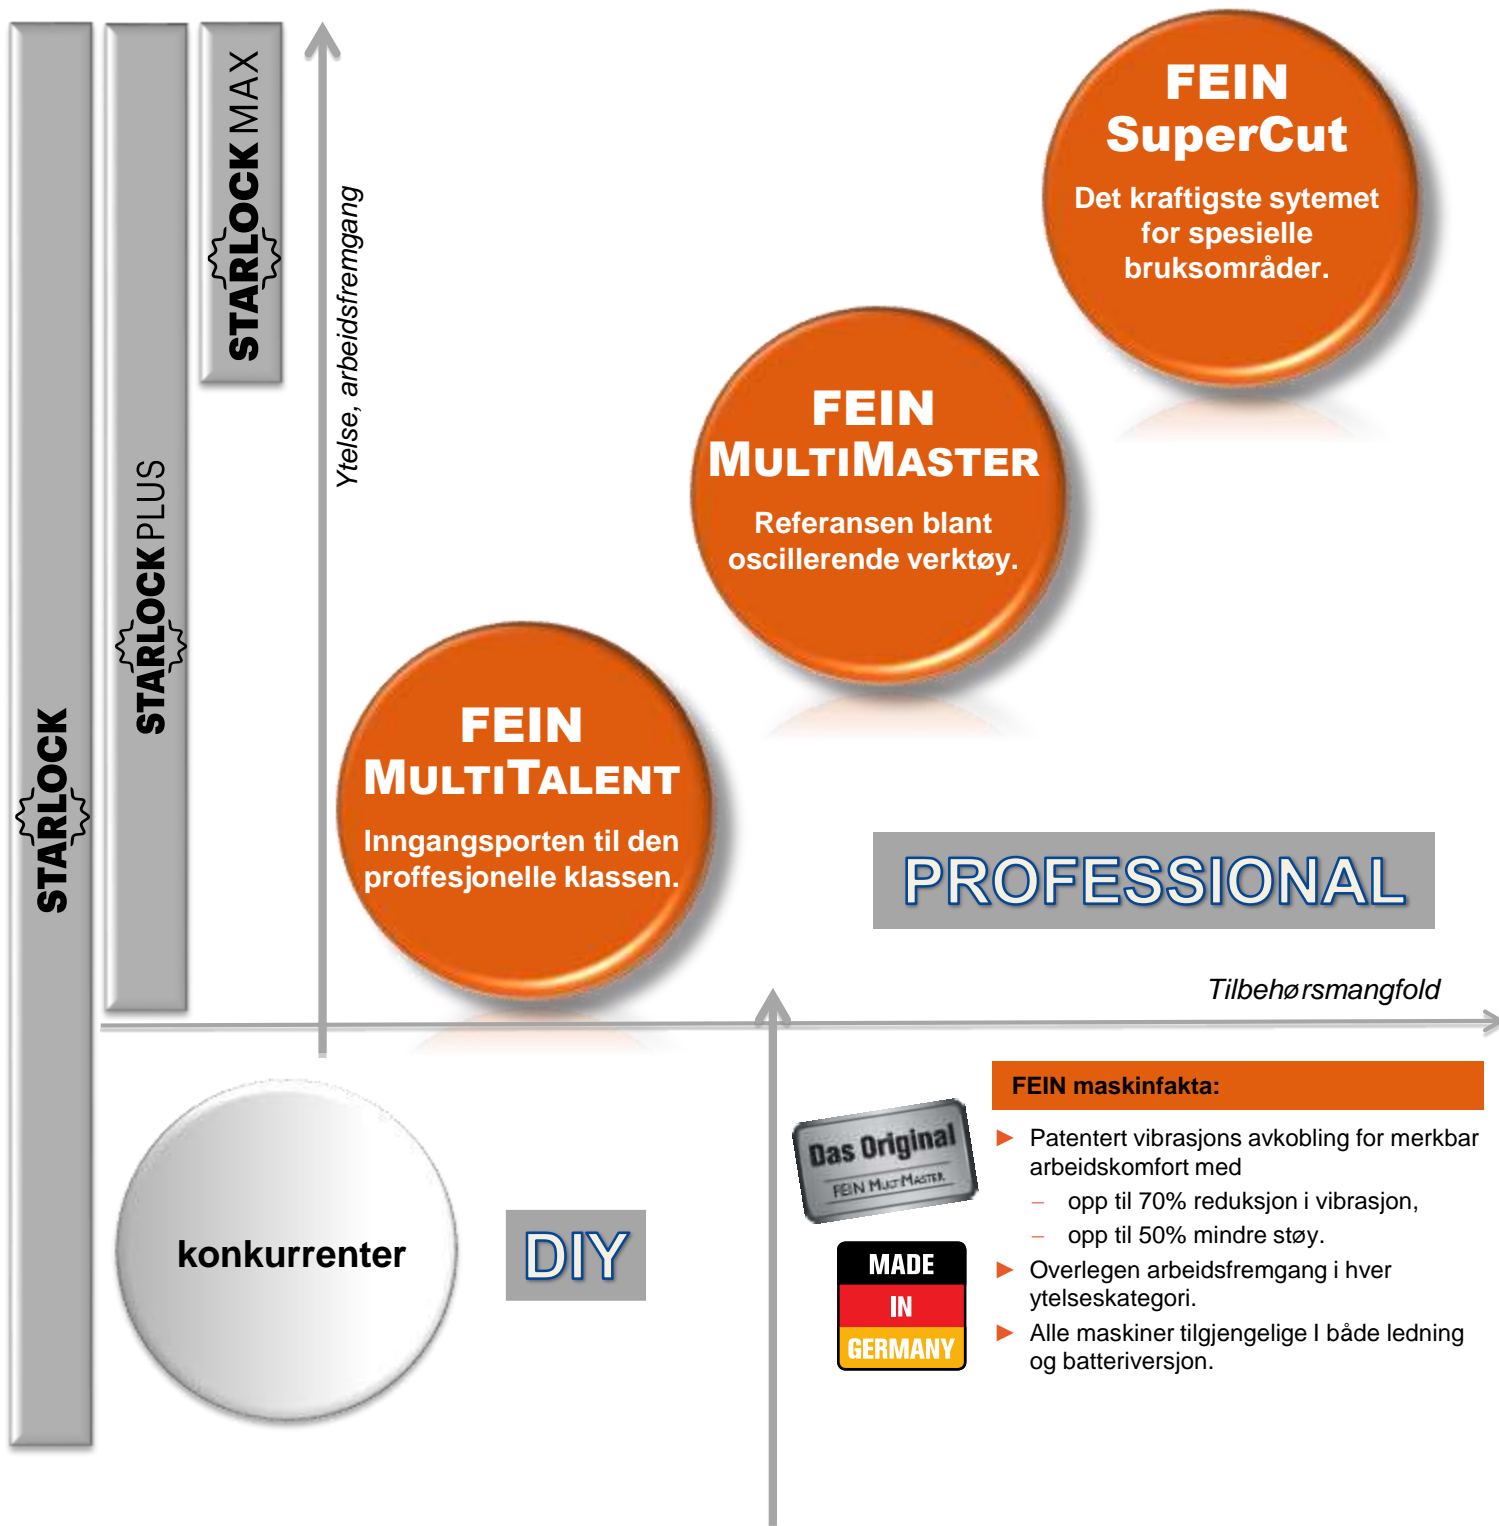 STARLOCK
STARLOCK PLUS
STARLOCK MAX
Ytelse, arbeidsfremgang
FEIN
SuperCut
Det kraftigste sytemet
for spesielle
bruksområder.
FEIN
MULTIMASTER
Referansen blant
oscillerende verktøy.
FEIN
MULTITALENT
Inngangsporten til den
proffesjonelle klassen.
PROFESSIONAL
Tilbehørsmangfold
konkurrenter
DIY
Das Original
FEIN MULTIMASTER
MADE
IN
GERMANY
FEIN maskinfakta:
► Patentert vibrasjons avkobling for merkbar
arbeidskomfort med
– opp til 70% reduksjon i vibrasjon,
– opp til 50% mindre støy.
► Overlegen arbeidsfremgang i hver
ytelseskategori.
► Alle maskiner tilgjengelige I både ledning
og batteriversjon.